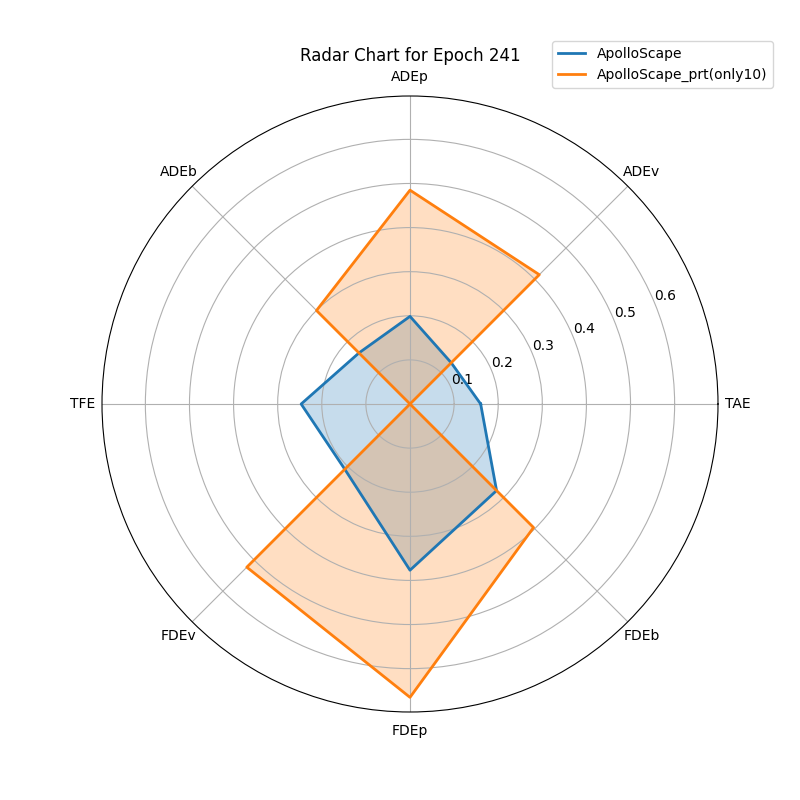 Radar Chart for Epoch 241
ApolloScape
ApolloScape_prt(only10)
ADEp
ADEb
ADEv
0.6
0.5
0.4
0.3
0.2
0.1
TFE
TAE
FDEv
FDEb
FDEp